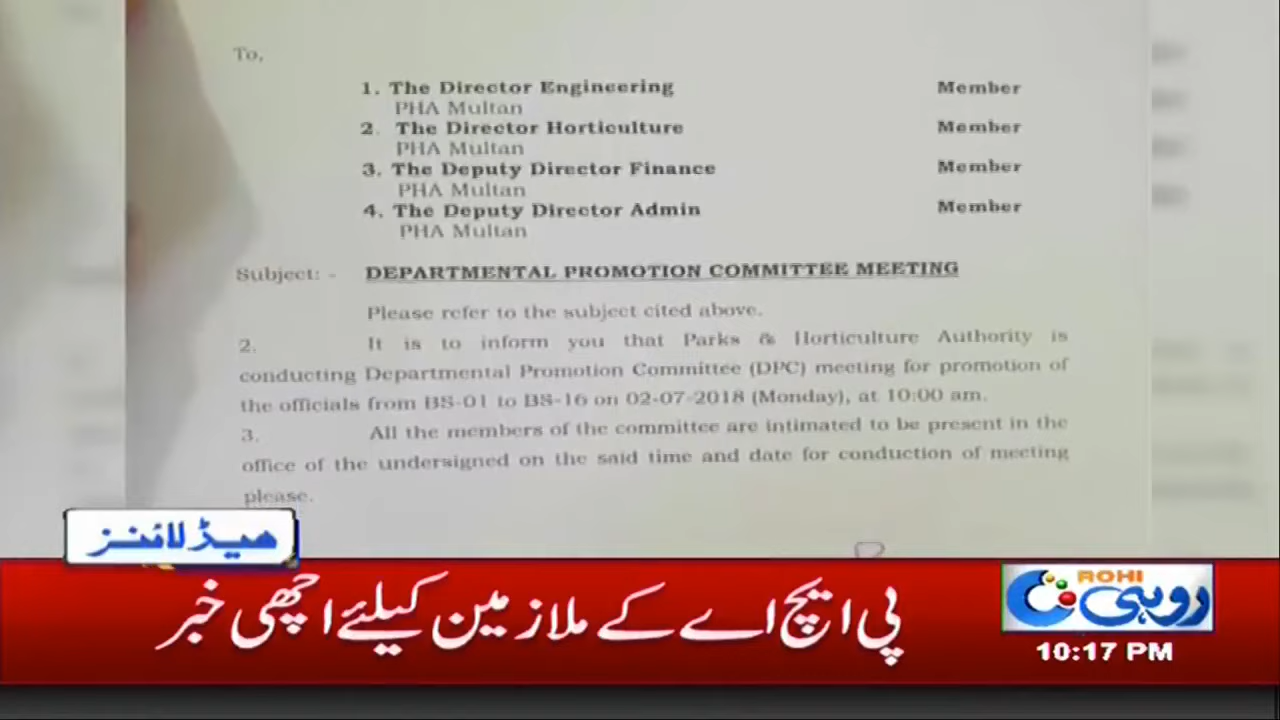 To,
1. The Director Engineering Member
PHA Multan
2. The Director Horticulture Member
PHA Multan
3. The Deputy Director Finance Member
PHA Multan
4. The Deputy Director Admin Member
PHA Multan
Subject: - DEPARTMENTAL PROMOTION COMMITTEE MEETING
Please refer to the subject cited above.
2. It is to inform you that Parks & Horticulture Authority is
conducting Departmental Promotion Committee (DPC) meeting for promotion of
the officials from BS-01 to BS-16 on 02-07-2018 (Monday), at 10:00 am.
3. All the members of the committee are intimated to be present in the
office of the undersigned on the said time and date for conduction of meeting
please.
ھیڈلائنز
پی ایچ اے کے ملازمین کیلئے اچھی خبر
ROHI
روہی
10:17 PM